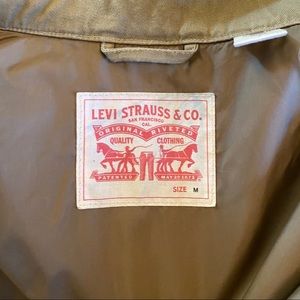 LEVI STRAUSS & CO.
SAN FRANCISCO
CAL.
ORIGINAL RIVETED
QUALITY CLOTHING
PATENTED MAY 20 1873
SIZE M